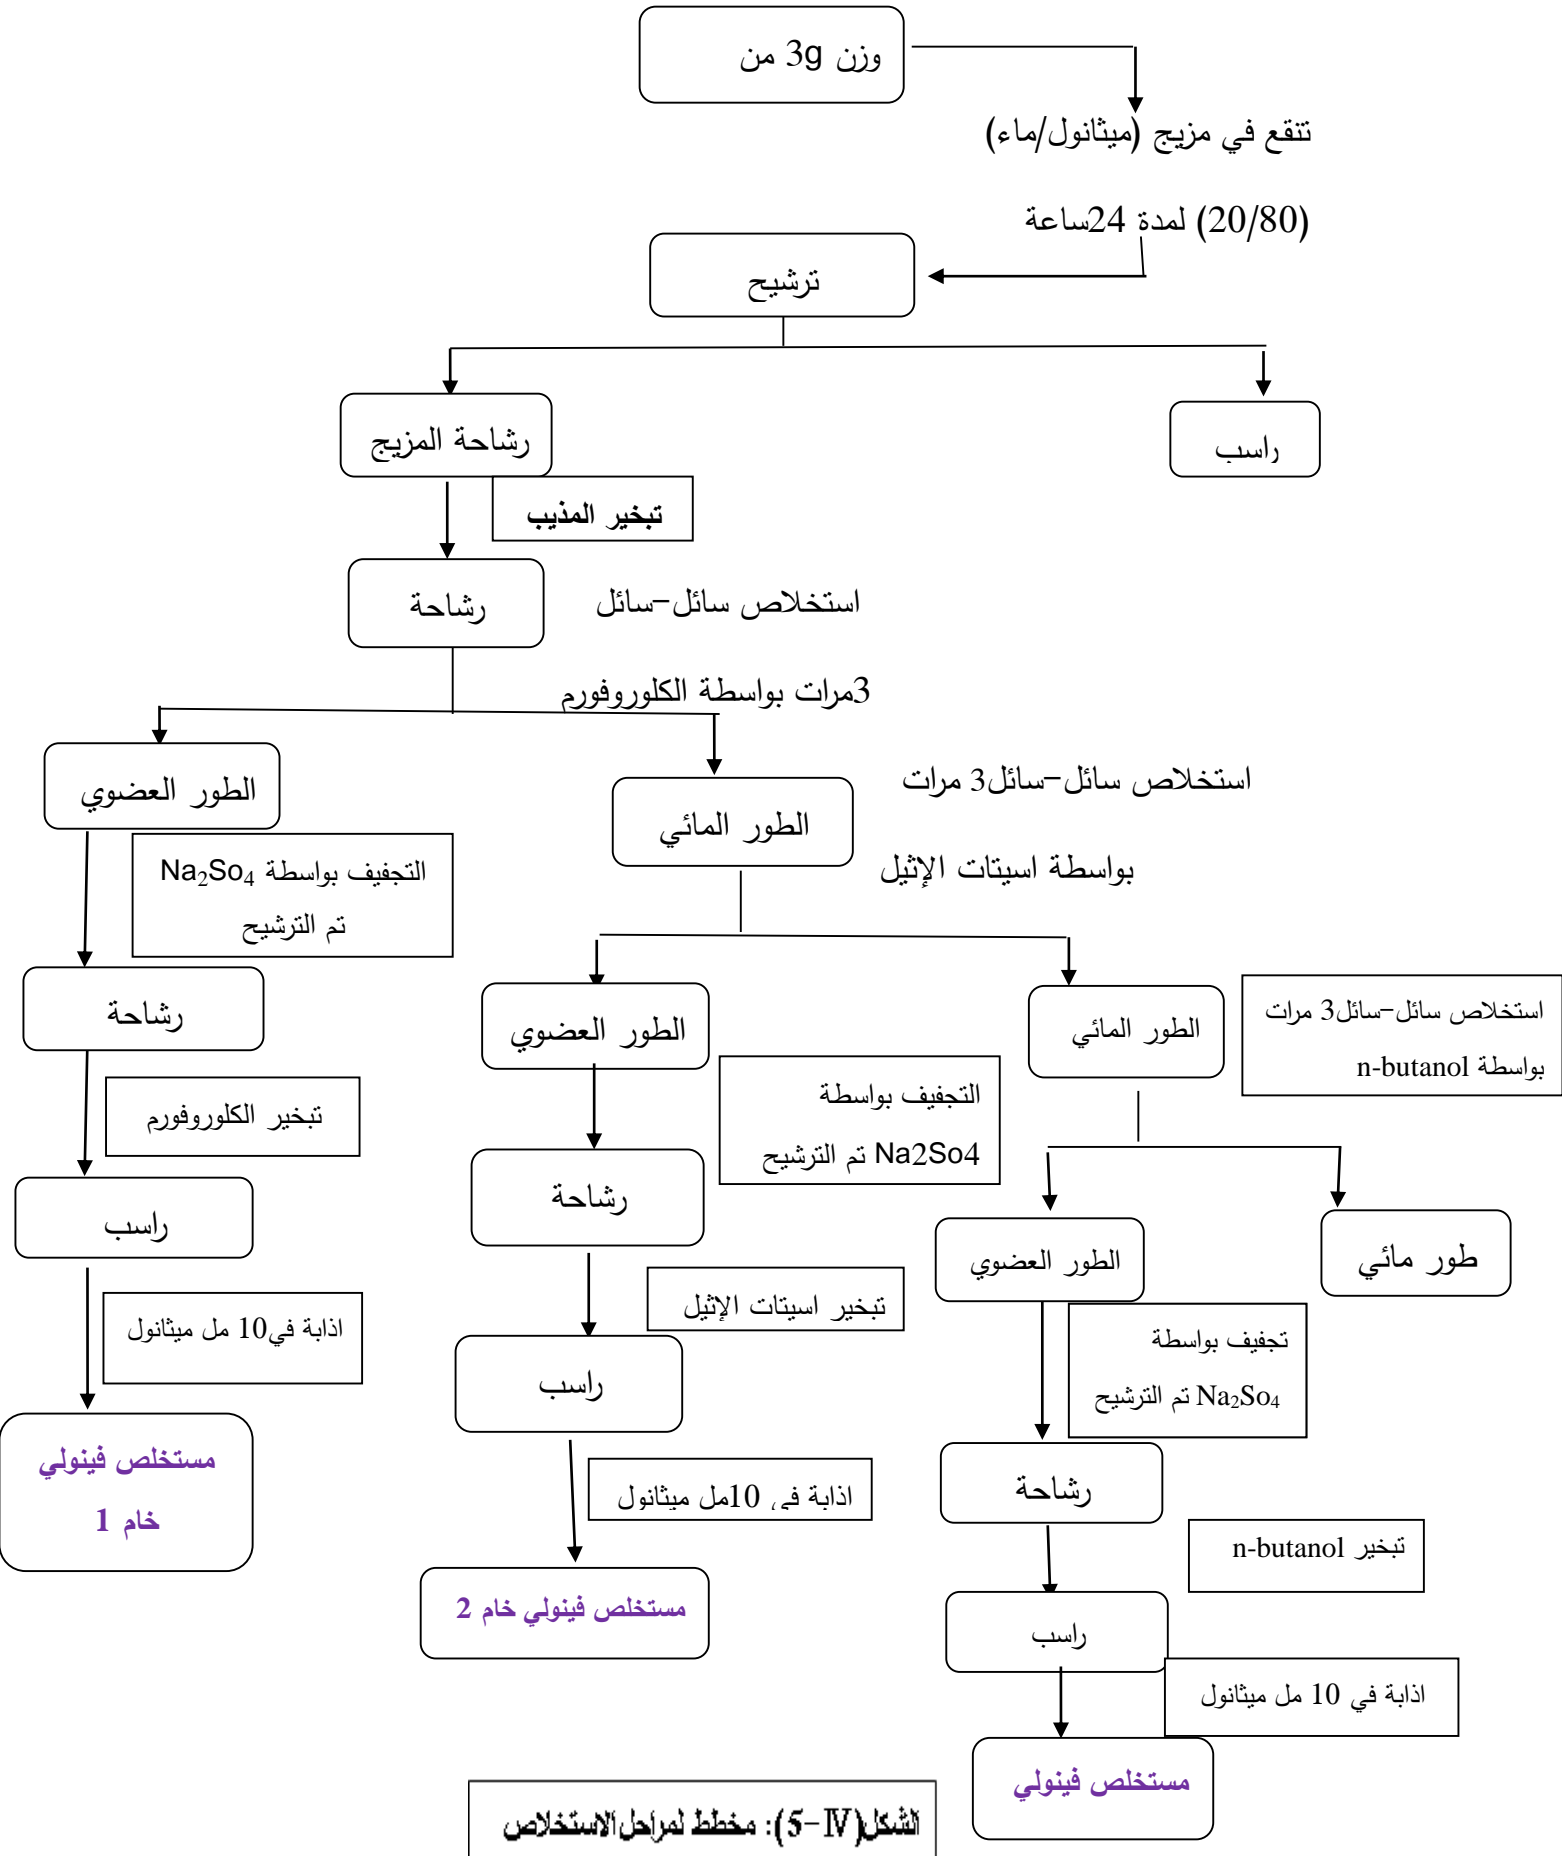 وزن 3g من
تنقع في مزيج (ميثانول/ماء)
(20/80) لمدة 24ساعة
ترشيح
رشاحة المزيج
راسب
تبخير المذيب
رشاحة
استخلاص سائل-سائل
3مرات بواسطة الكلوروفورم
الطور العضوي
الطور المائي
استخلاص سائل-سائل3 مرات
بواسطة اسيتات الإثيل
التجفيف بواسطة Na₂So₄
تم الترشيح
رشاحة
الطور العضوي
الطور المائي
استخلاص سائل-سائل3 مرات
بواسطة n-butanol
تبخير الكلوروفورم
التجفيف بواسطة
Na2So4 تم الترشيح
راسب
رشاحة
الطور العضوي
طور مائي
اذابة في10 مل ميثانول
تبخير اسيتات الإثيل
تجفيف بواسطة
Na₂So₄ تم الترشيح
راسب
مستخلص فينولي
خام 1
اذابة في 10مل ميثانول
رشاحة
تبخير n-butanol
مستخلص فينولي خام 2
راسب
اذابة في 10 مل ميثانول
مستخلص فينولي
الشكل(IV-5): مخطط لمراحل الاستخلاص